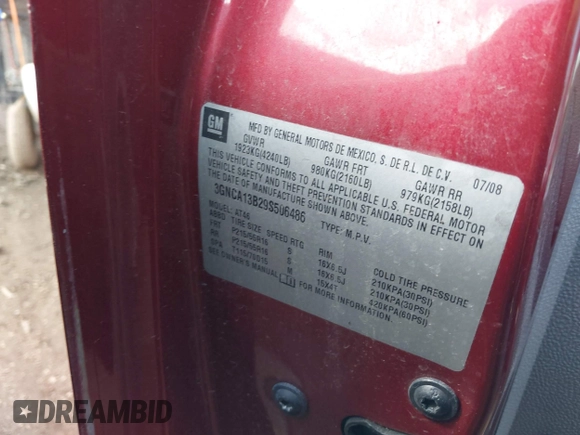 GM
MFD BY GENERAL MOTORS DE MEXICO, S. DE R.L. DE C.V. 07/08
GVWR GAWR FRT GAWR RR
1923KG(4240LB) 980KG(2160LB) 979KG(2158LB)
THIS VEHICLE CONFORMS TO ALL APPLICABLE U.S. FEDERAL MOTOR
VEHICLE SAFETY AND THEFT PREVENTION STANDARDS IN EFFECT ON
THE DATE OF MANUFACTURE SHOWN ABOVE.
3GNCA13B29S506486 TYPE: M.P.V.
MODEL: AT46
TIRE SIZE SPEED RTG RIM COLD TIRE PRESSURE
FRT P215/55R16 S 16X6.5J 210KPA(30PSI)
RR P215/55R16 S 16X6.5J 210KPA(30PSI)
SPA T115/70D15 M 15X4T 420KPA(60PSI)
SEE OWNER'S MANUAL FOR MORE INFORMATION
DREAMBID